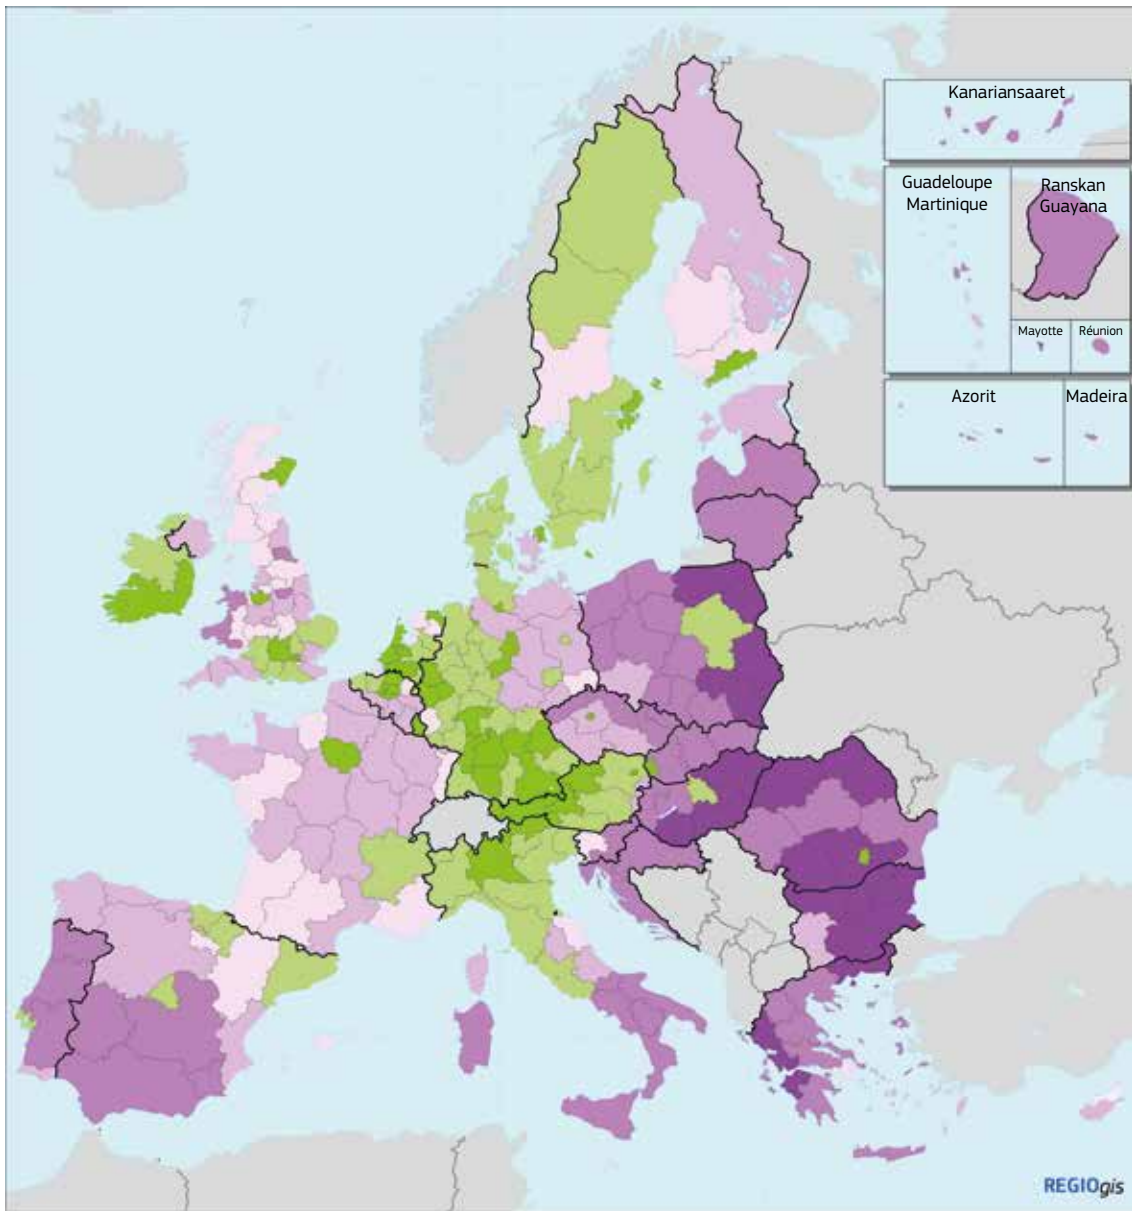 Kanariansaaret
Guadeloupe
Martinique
Ranskan
Guayana
Mayotte
Réunion
Azorit
Madeira
REGIOgis